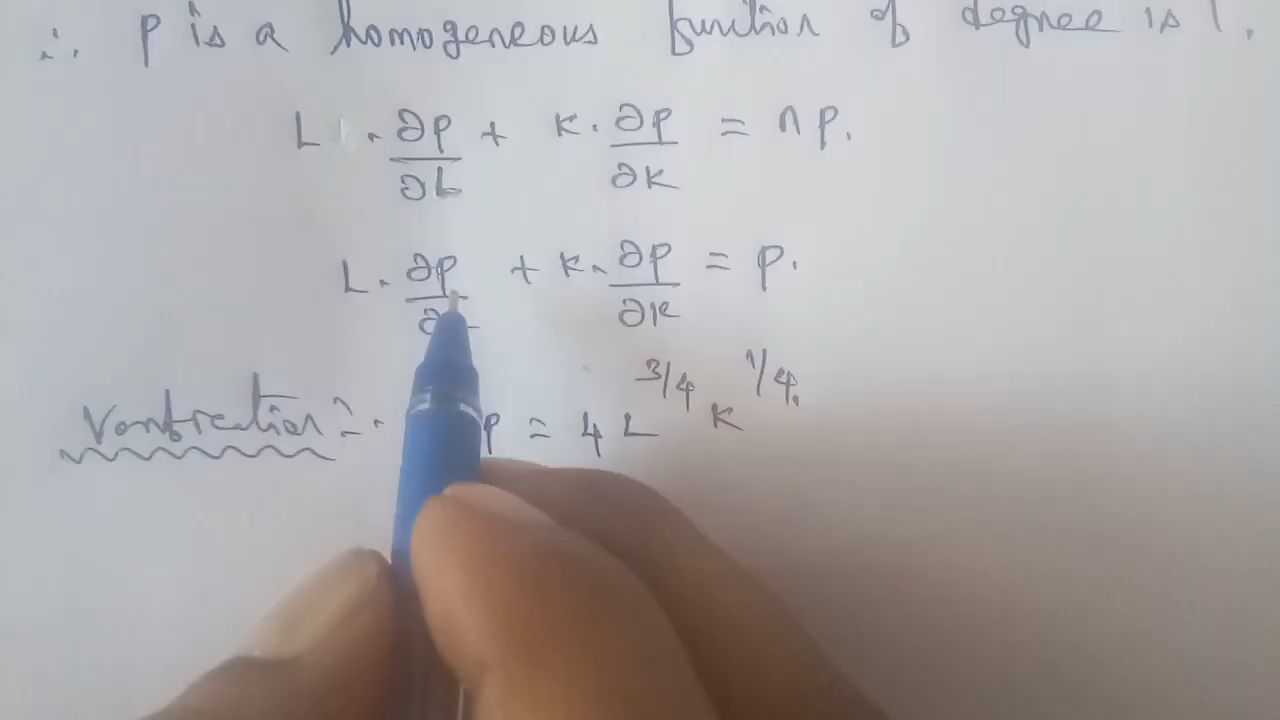 ∴ P is a homogeneous function of degree is 1.
L · ∂P/∂L + K · ∂P/∂K = nP.
L · ∂P/∂L + K · ∂P/∂K = P.
Verification :- P = 4 L^3/4 K^1/4.